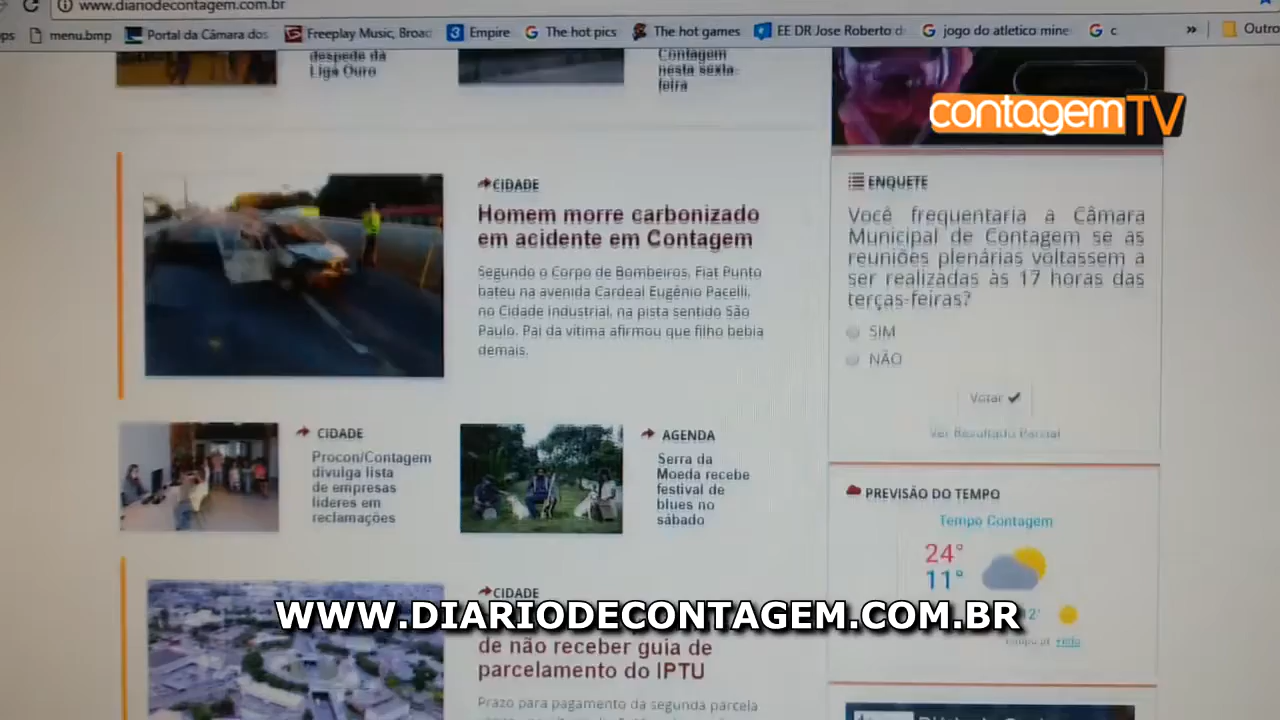 www.diariodecontagem.com.br
menu.bmp
Portal da Câmara dos
Freeplay Music, Broad
Empire
The hot pics
The hot games
EE DR Jose Roberto d
jogo do atletico mine
c
»
Outro
despede da
Liga Ouro
Contagem
nesta sexta-
feira
contagemTV
CIDADE
Homem morre carbonizado
em acidente em Contagem
Segundo o Corpo de Bombeiros, Fiat Punto
bateu na avenida Cardeal Eugênio Pacelli,
no Cidade Industrial, na pista sentido São
Paulo. Pai da vítima afirmou que filho bebia
demais.
ENQUETE
Você frequentaria a Câmara
Municipal de Contagem se as
reuniões plenárias voltassem a
ser realizadas às 17 horas das
terças-feiras?
SIM
NÃO
Votar
Ver Resultado Parcial
CIDADE
Procon/Contagem
divulga lista
de empresas
líderes em
reclamações
AGENDA
Serra da
Moeda recebe
festival de
blues no
sábado
PREVISÃO DO TEMPO
Tempo Contagem
24°
11°
12°
tempo.pt +info
CIDADE
WWW.DIARIODECONTAGEM.COM.BR
de não receber guia de
parcelamento do IPTU
Prazo para pagamento da segunda parcela